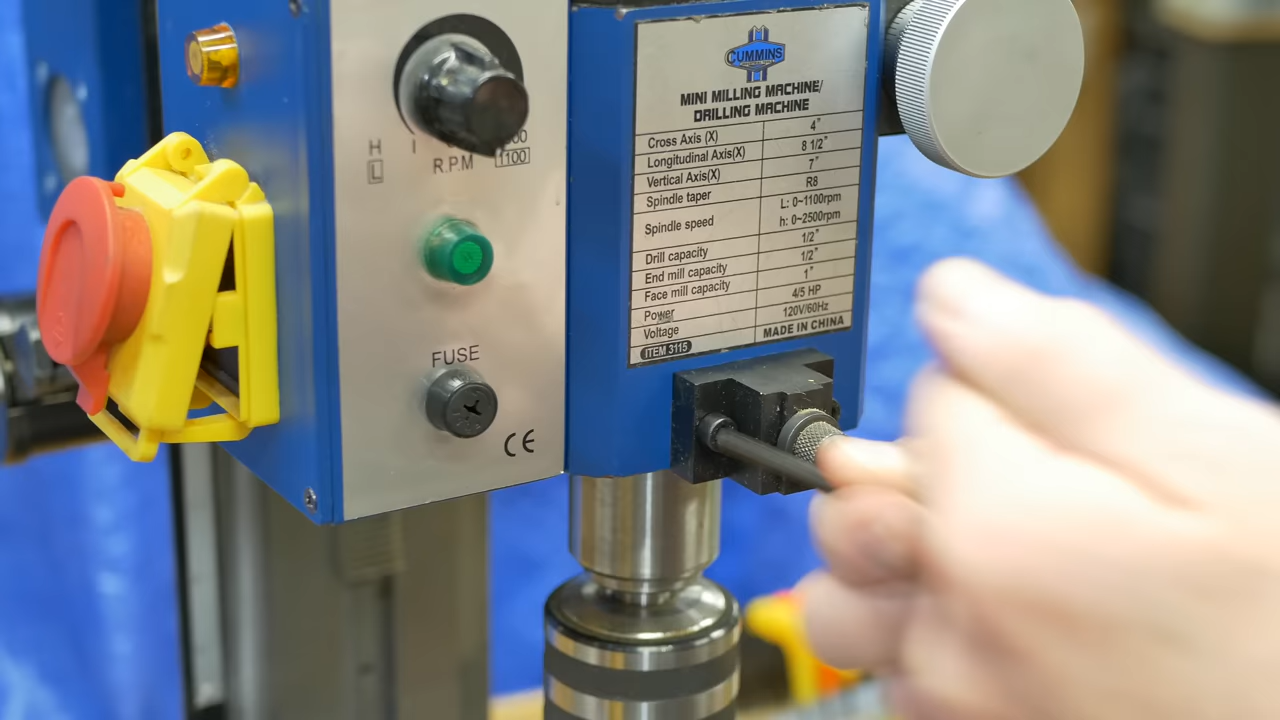 H I
L R.P.M 1100
FUSE
CE
CUMMINS
MINI MILLING MACHINE/
DRILLING MACHINE
Cross Axis (X) 4"
Longitudinal Axis(X) 8 1/2"
Vertical Axis(X) 7"
Spindle taper R8
Spindle speed L: 0~1100rpm
h: 0~2500rpm
Drill capacity 1/2"
End mill capacity 1/2"
Face mill capacity 1"
Power 4/5 HP
Voltage 120V/60Hz
ITEM 3115 MADE IN CHINA